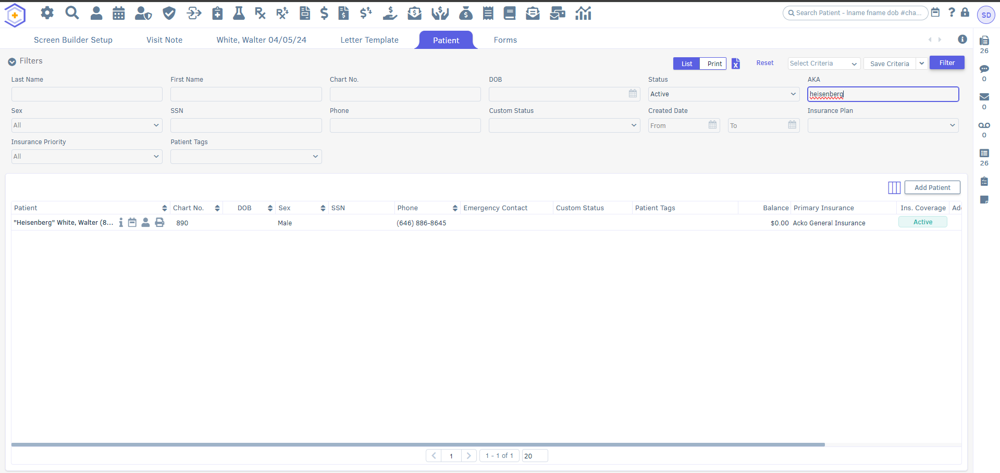 Search Patient - lname fname dob #cha...
SD
Screen Builder Setup Visit Note White, Walter 04/05/24 Letter Template Patient Forms
Filters
List Print Reset Select Criteria Save Criteria Filter
Last Name First Name Chart No. DOB Status AKA
Active heisenberg
Sex SSN Phone Custom Status Created Date Insurance Plan
All From To
Insurance Priority Patient Tags
All
Add Patient
Patient Chart No. DOB Sex SSN Phone Emergency Contact Custom Status Patient Tags Balance Primary Insurance Ins. Coverage Ad
"Heisenberg" White, Walter (8... 890 Male (646) 886-8645 $0.00 Acko General Insurance Active
1 1 - 1 of 1 20
26
0
0
0
26